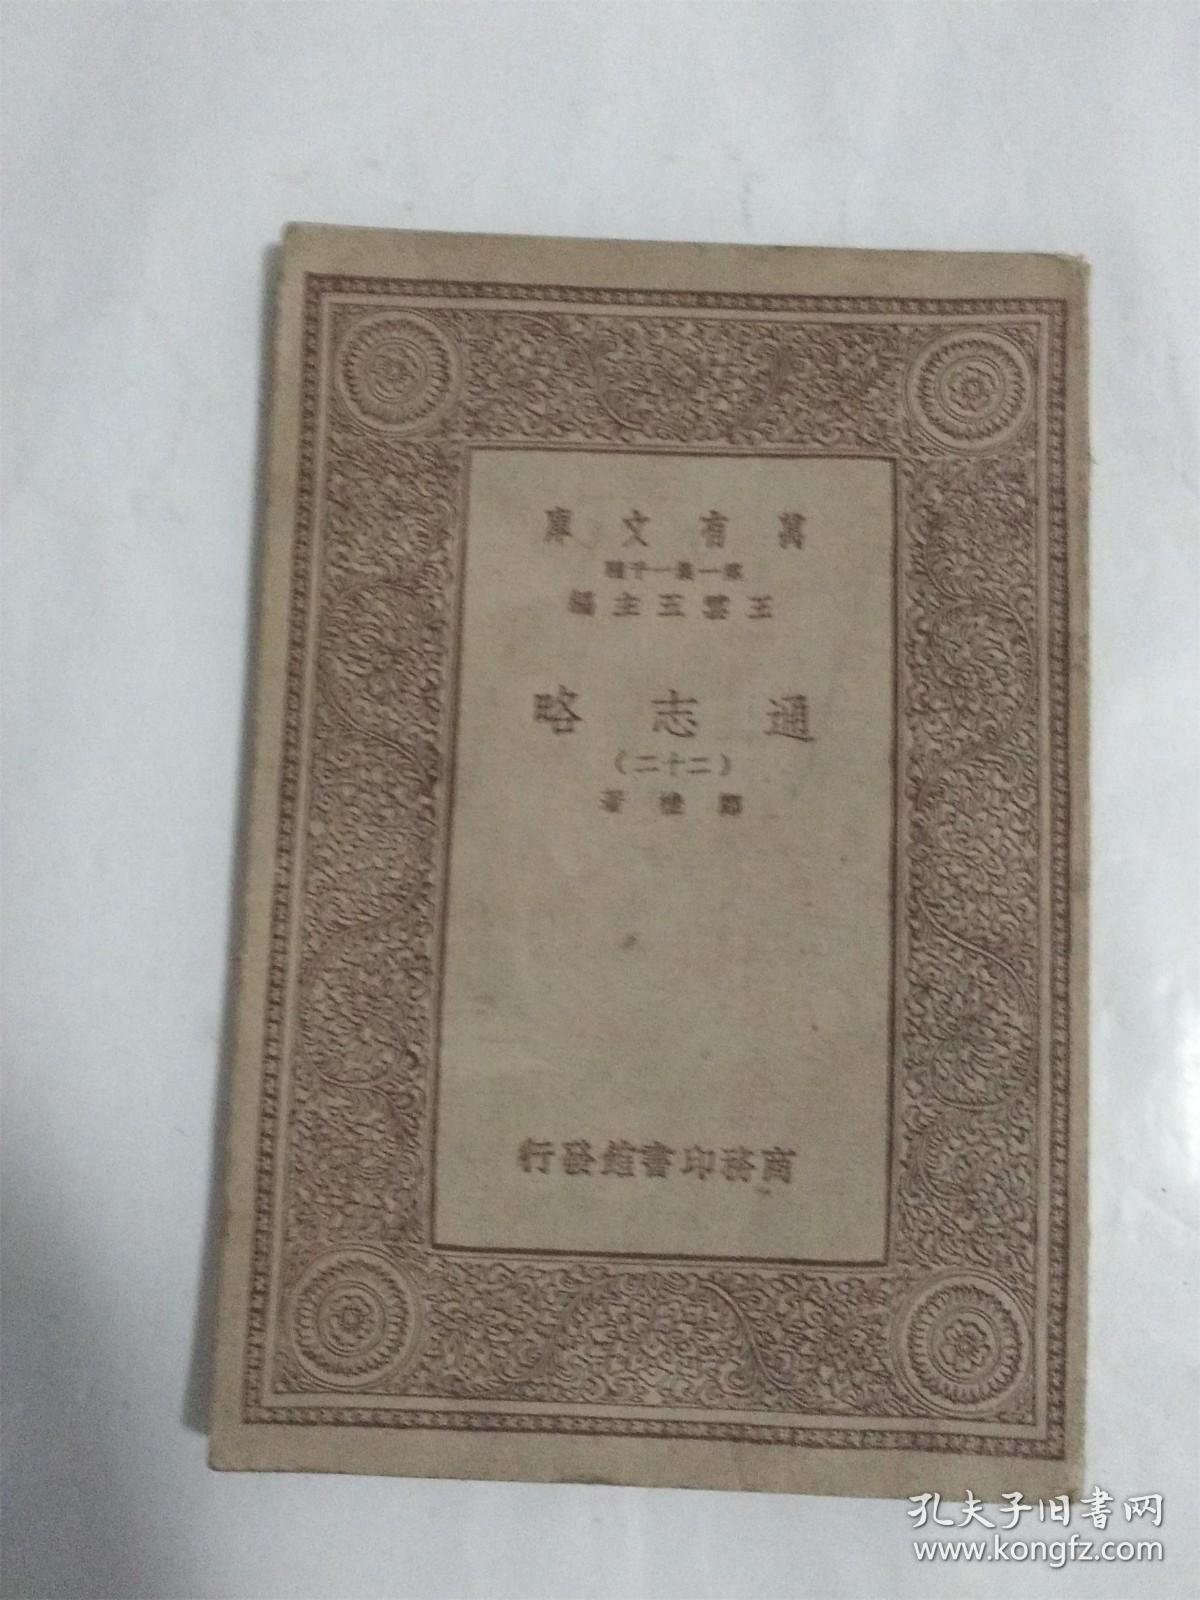 萬有文庫
第一集一千種
王雲五主編
通志略
（二十二）
鄭樵著
商務印書館發行
孔夫子旧书网
www.kongfz.com